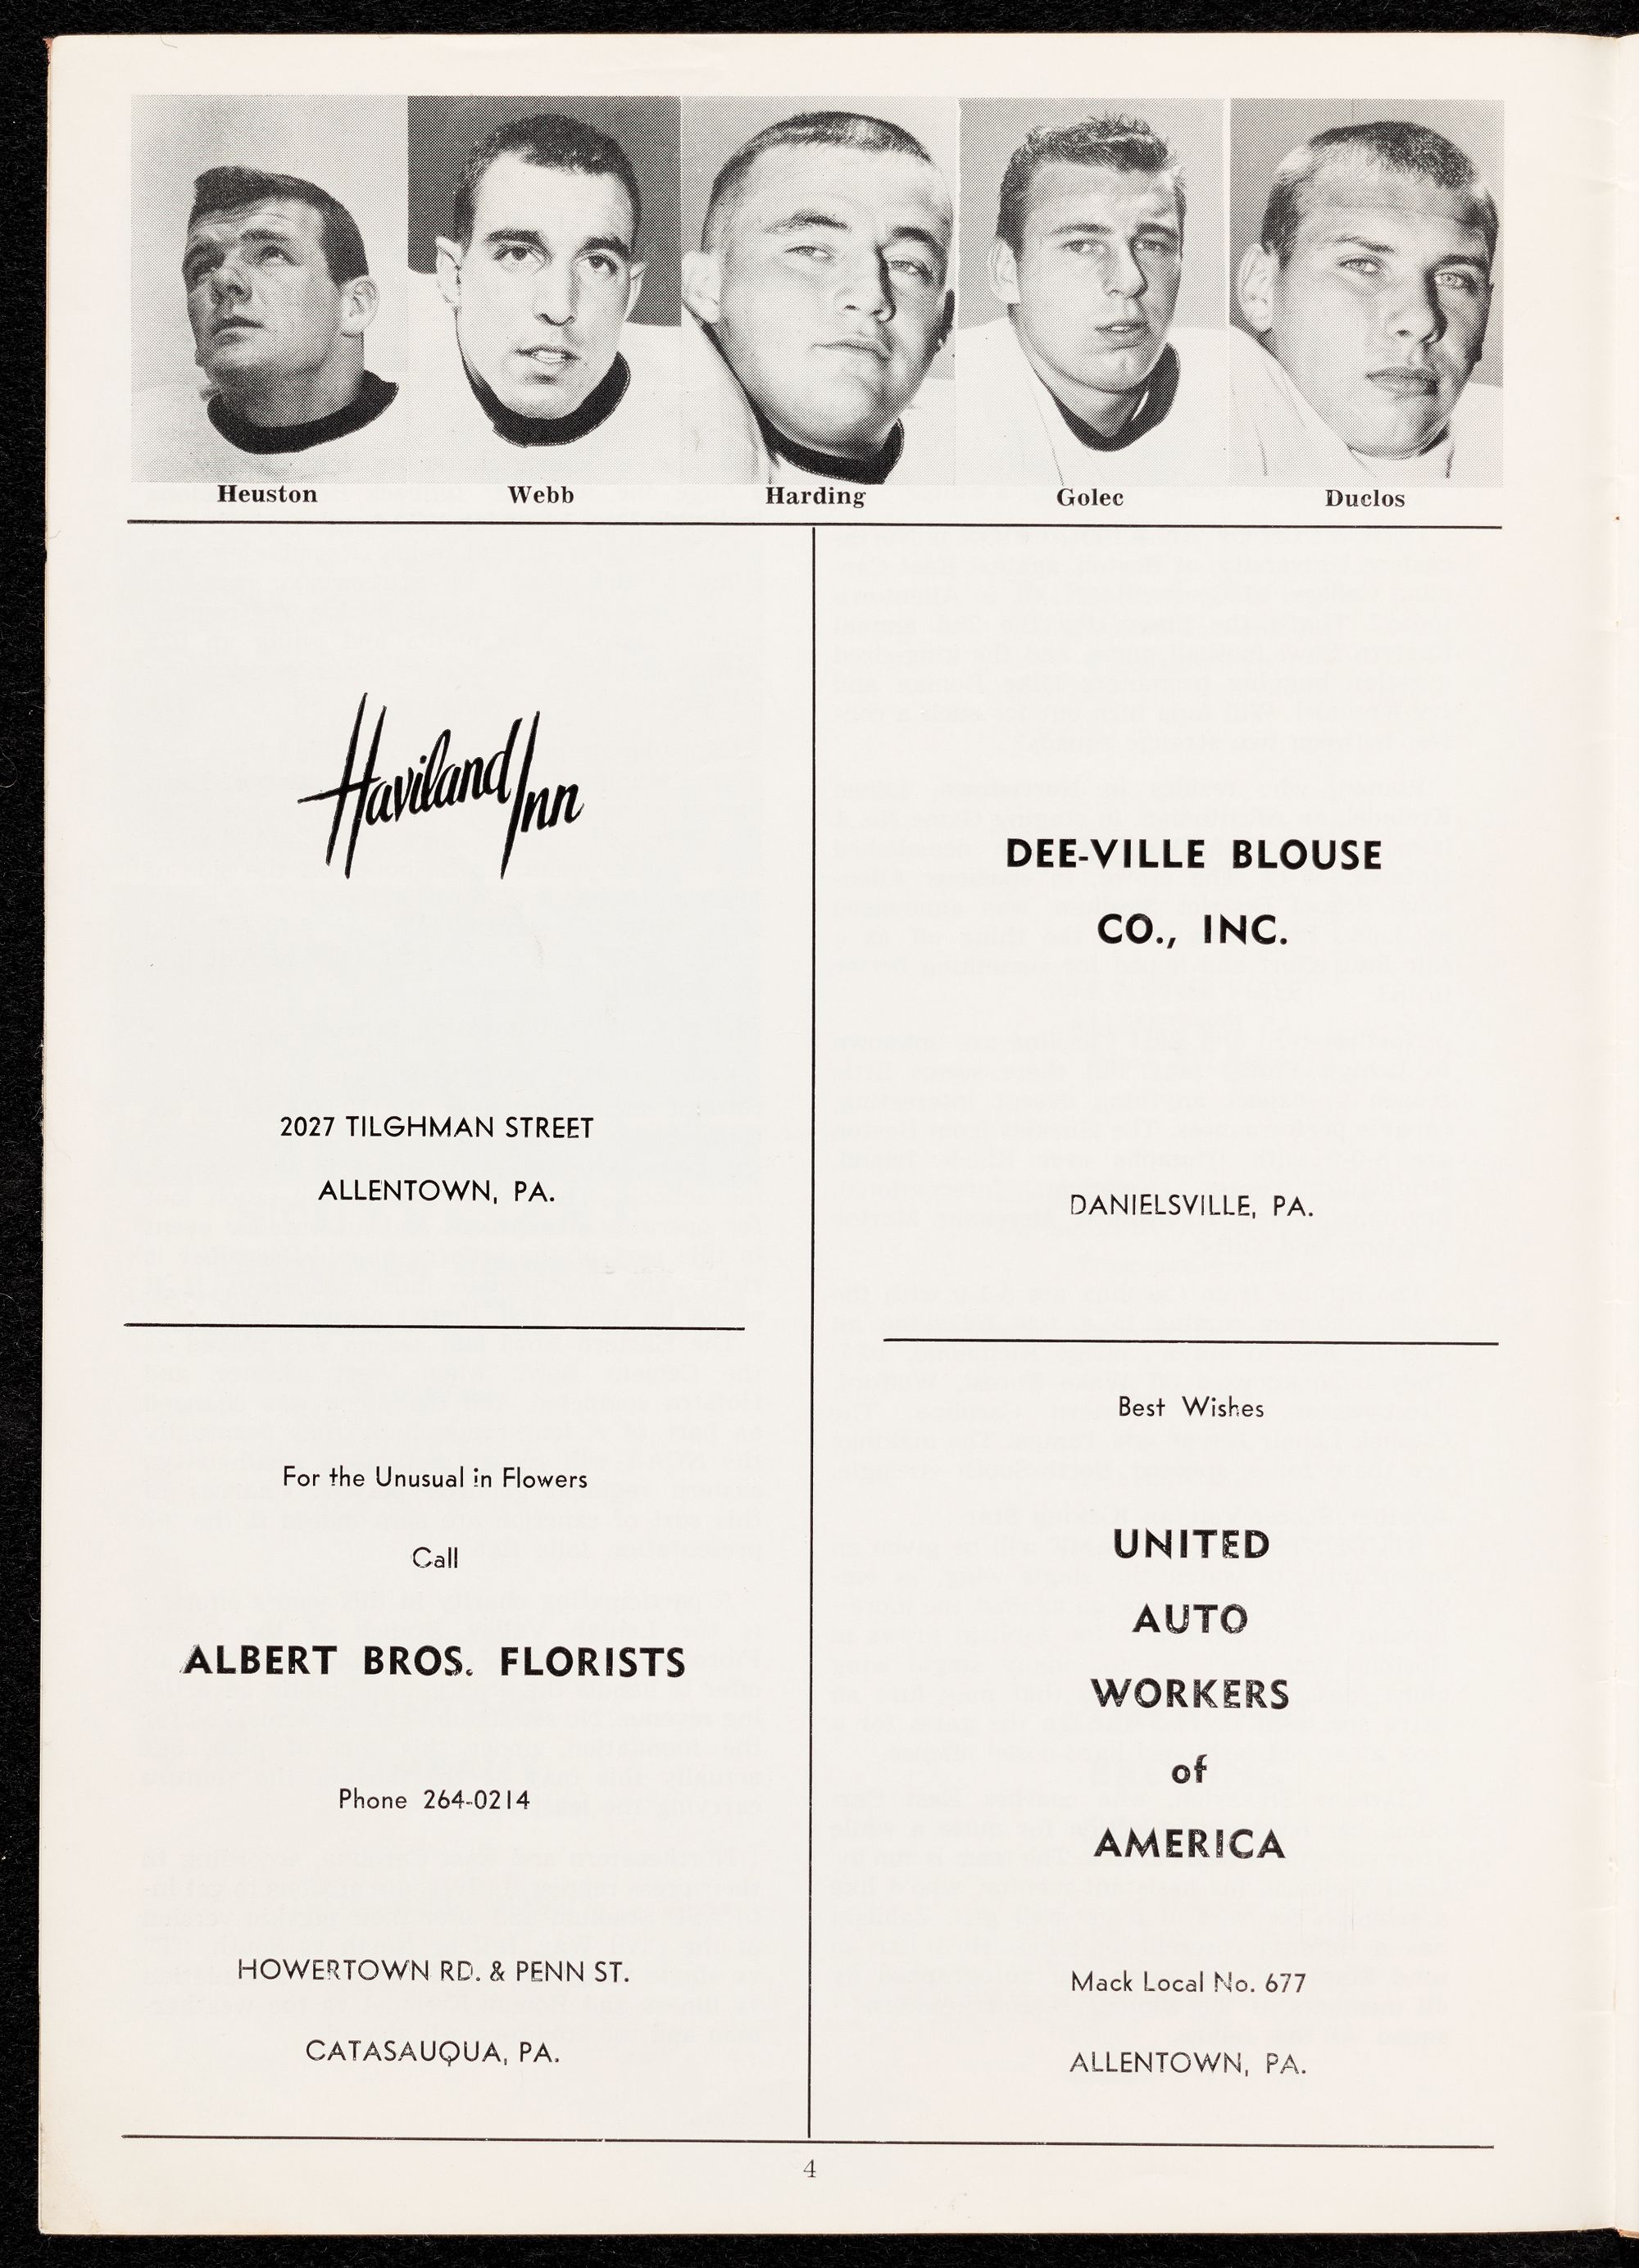 Heuston Webb Harding Golec Duclos
Haviland Inn
2027 TILGHMAN STREET
ALLENTOWN, PA.
DEE-VILLE BLOUSE
CO., INC.
DANIELSVILLE, PA.
For the Unusual in Flowers
Call
ALBERT BROS. FLORISTS
Phone 264-0214
HOWERTOWN RD. & PENN ST.
CATASAUQUA, PA.
Best Wishes
UNITED
AUTO
WORKERS
of
AMERICA
Mack Local No. 677
ALLENTOWN, PA.
4